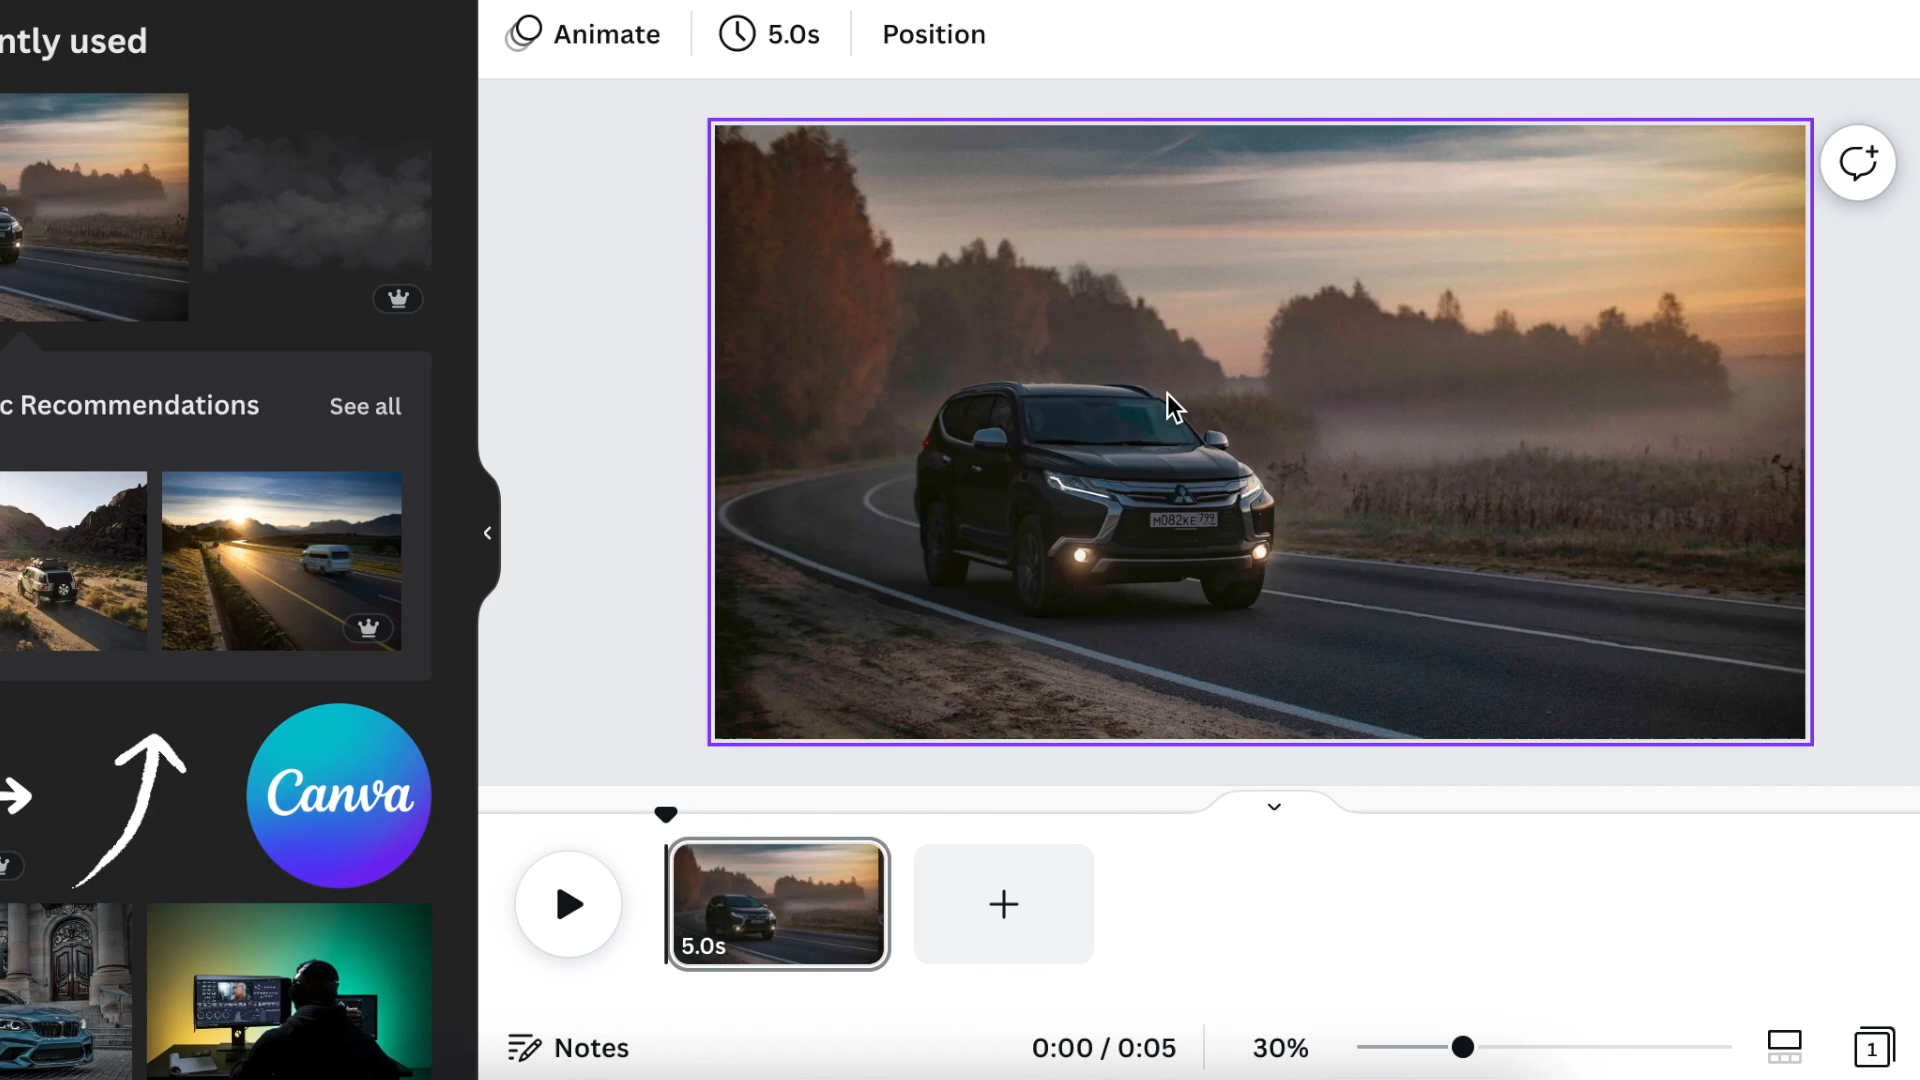 ntly used
Animate
5.0s
Position
c Recommendations
See all
М082КЕ 799
Canva
5.0s
Notes
0:00 / 0:05
30%
1